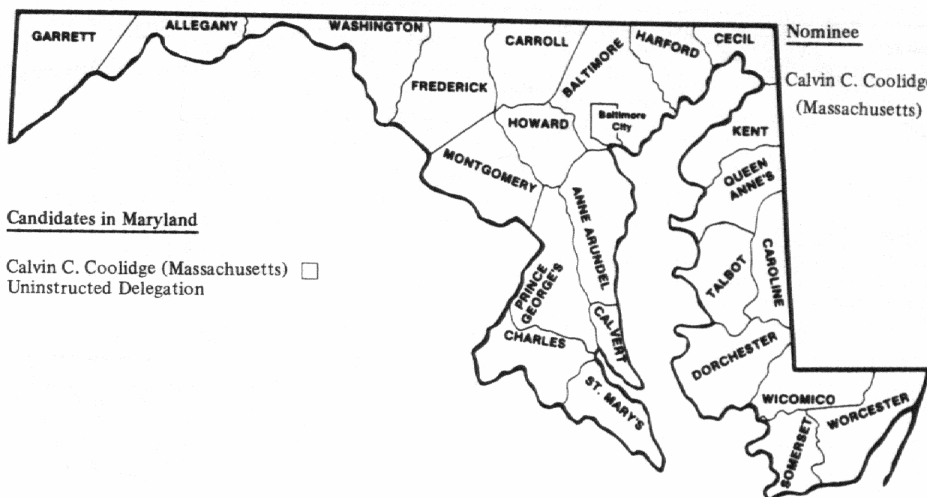 GARRETT
ALLEGANY
WASHINGTON
FREDERICK
CARROLL
BALTIMORE
HARFORD
CECIL
Baltimore
City
HOWARD
MONTGOMERY
KENT
QUEEN
ANNE'S
ANNE ARUNDEL
PRINCE
GEORGE'S
CALVERT
CHARLES
ST. MARY'S
TALBOT
CAROLINE
DORCHESTER
WICOMICO
WORCESTER
SOMERSET
Nominee
Calvin C. Coolidge
(Massachusetts)
Candidates in Maryland
Calvin C. Coolidge (Massachusetts) □
Uninstructed Delegation